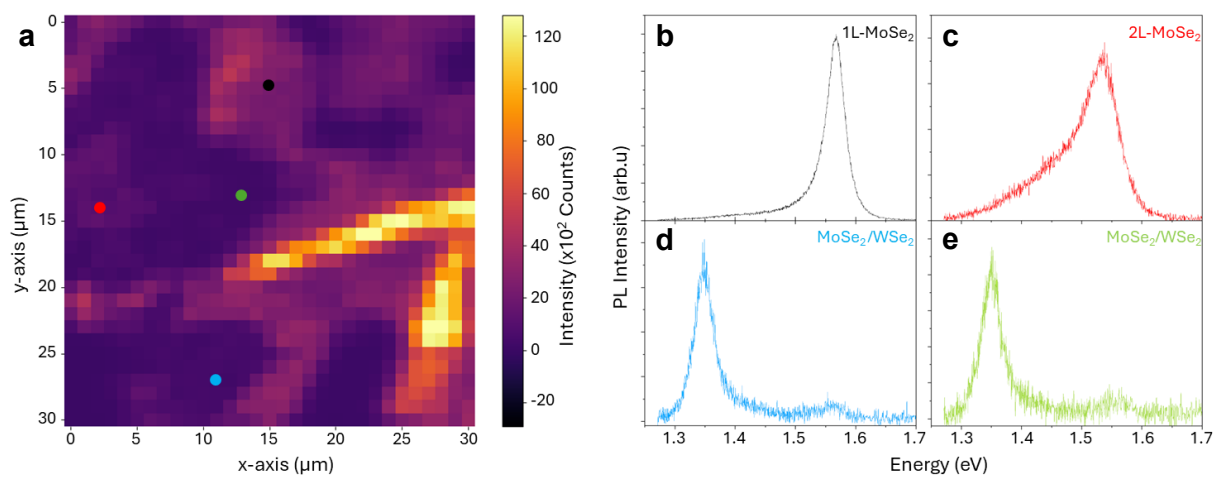 a
0
5
10
15
20
25
30
y-axis (µm)
0 5 10 15 20 25 30
x-axis (µm)
120
100
80
60
40
20
0
-20
Intensity (x10² Counts)
PL Intensity (arb.u)
b
1L-MoSe₂
c
2L-MoSe₂
d
MoSe₂/WSe₂
e
MoSe₂/WSe₂
1.3 1.4 1.5 1.6 1.7
1.3 1.4 1.5 1.6 1.7
Energy (eV)